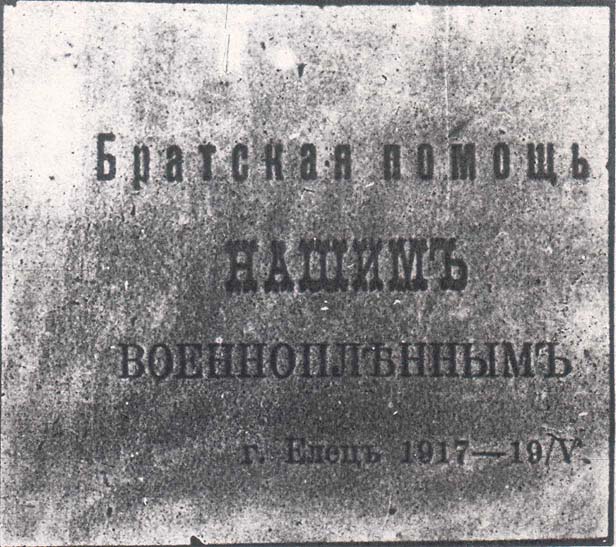 Братская помощь
НАШИМЪ
ВОЕННОПЛѢННЫМЪ
г. Елецъ 1917—19/V.